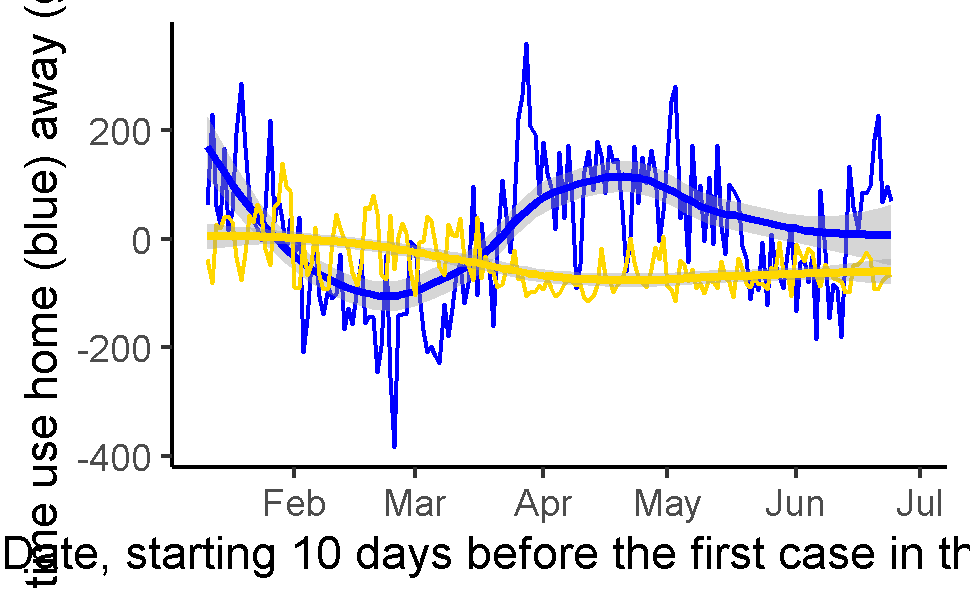 time use home (blue) away (
200
0
-200
-400
Feb Mar Apr May Jun Jul
Date, starting 10 days before the first case in th